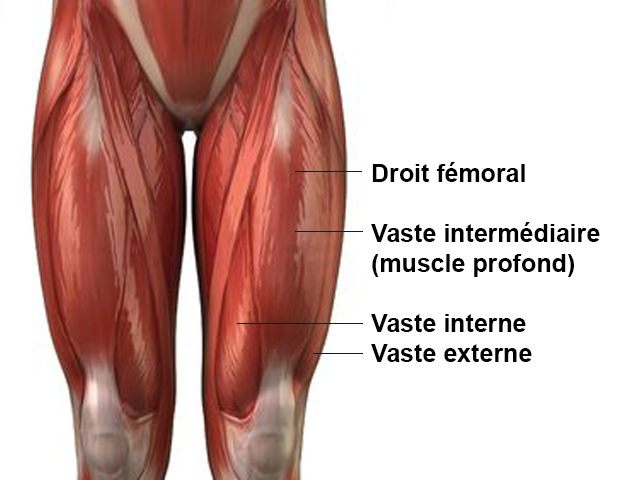 Droit fémoral
Vaste intermédiaire
(muscle profond)
Vaste interne
Vaste externe